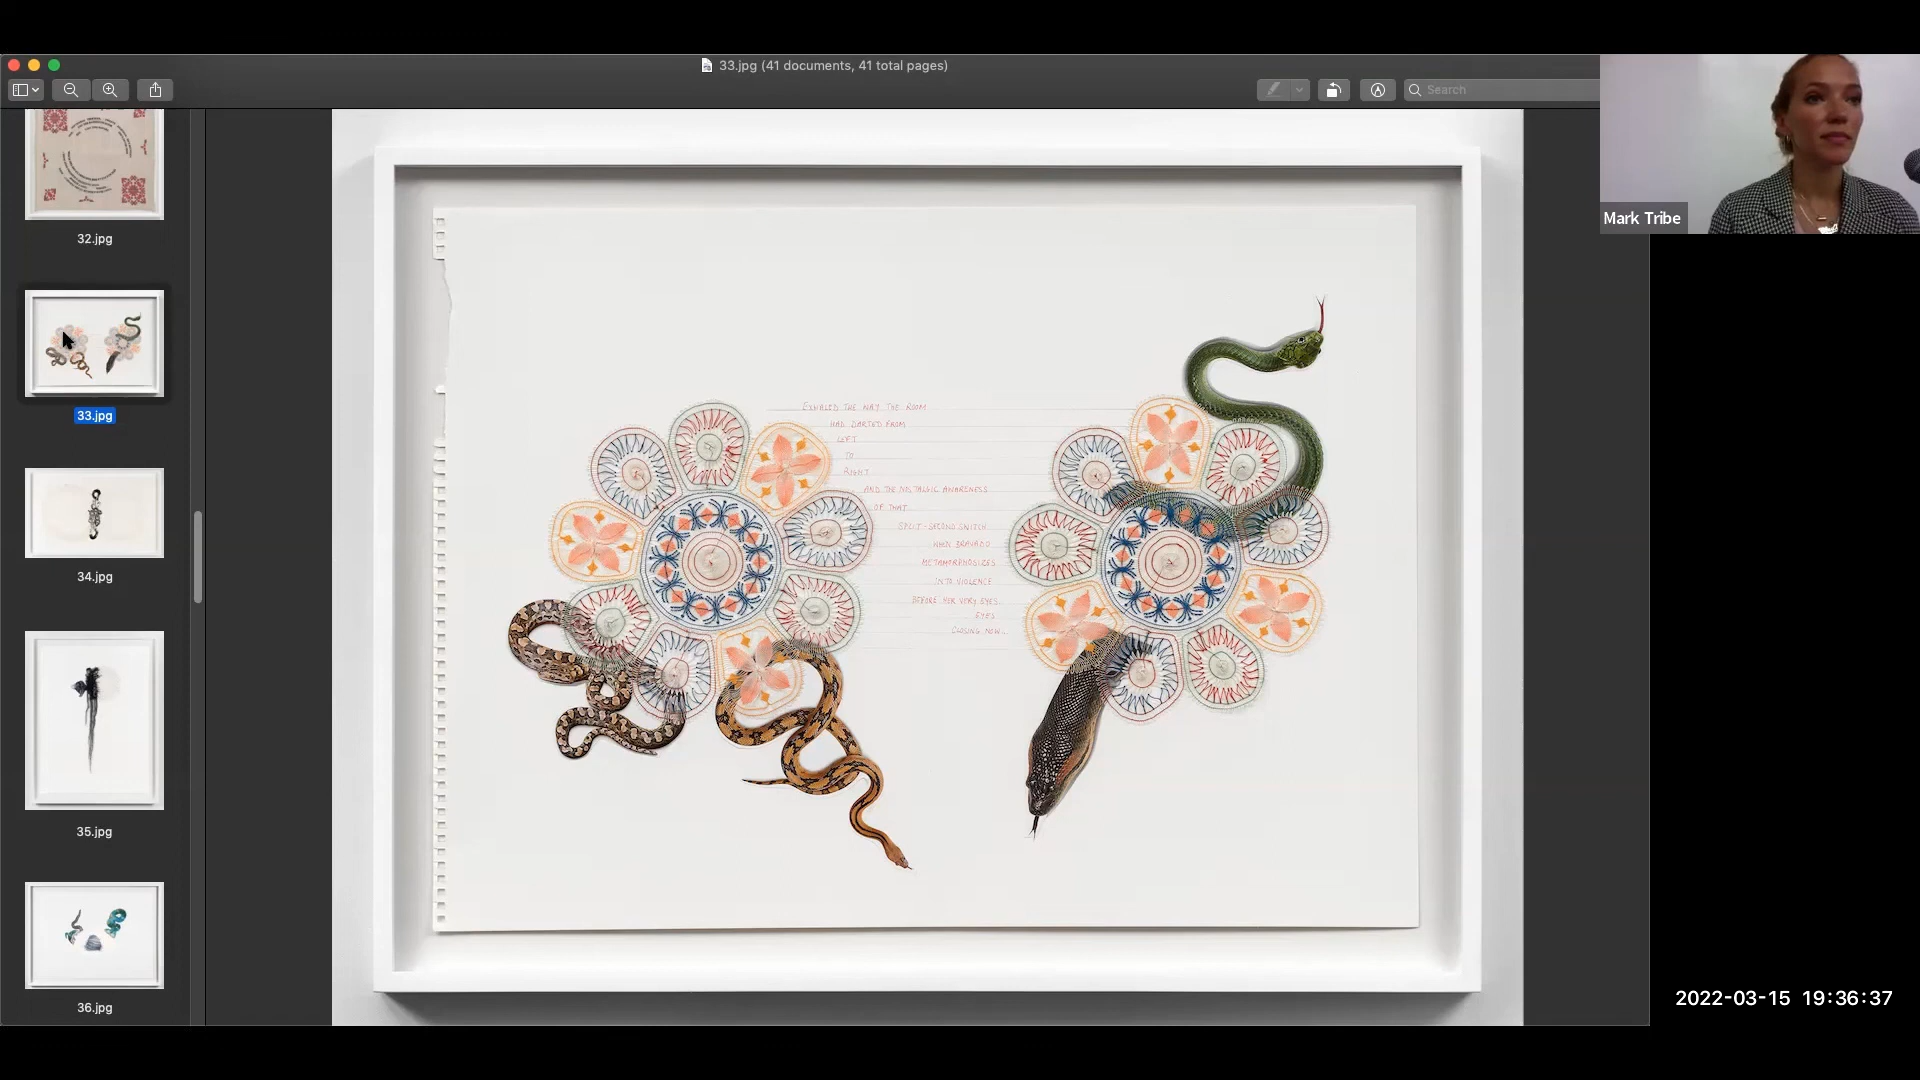 33.jpg (41 documents, 41 total pages)
Search
Mark Tribe
32.jpg
33.jpg
34.jpg
35.jpg
36.jpg
EXHALED THE WAY THE ROOM
HAD DARTED FROM
LEFT
TO
RIGHT
AND THE NOSTALGIC AWARENESS
OF THAT
SPLIT-SECOND SWITCH
WHEN BRAVADO
METAMORPHOSIZES
INTO VIOLENCE
BEFORE HER VERY EYES.
EYES
CLOSING NOW...
2022-03-15 19:36:37